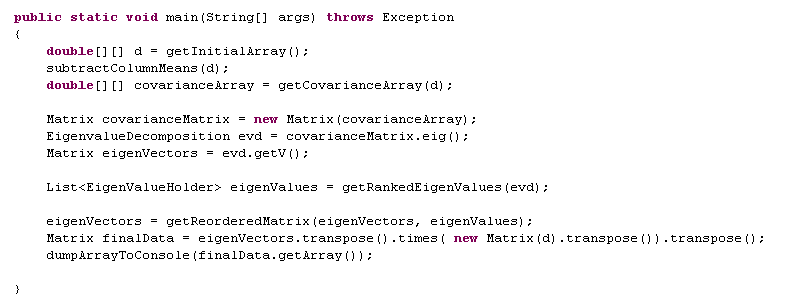 public static void main(String[] args) throws Exception
{
    double[][] d = getInitialArray();
    subtractColumnMeans(d);
    double[][] covarianceArray = getCovarianceArray(d);

    Matrix covarianceMatrix = new Matrix(covarianceArray);
    EigenvalueDecomposition evd = covarianceMatrix.eig();
    Matrix eigenVectors = evd.getV();

    List<EigenValueHolder> eigenValues = getRankedEigenValues(evd);

    eigenVectors = getReorderedMatrix(eigenVectors, eigenValues);
    Matrix finalData = eigenVectors.transpose().times( new Matrix(d).transpose()).transpose();
    dumpArrayToConsole(finalData.getArray());

}